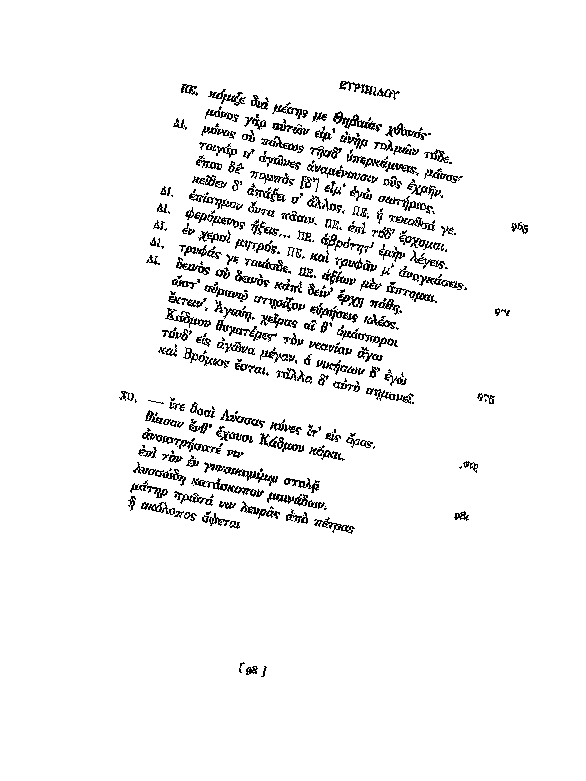 ΕΥΡΙΠΙΔΟΥ
ΠΕ. κόμιζε διὰ μέσης με Θηβαίας χθονός·
μόνος γὰρ αὐτῶν εἰμ' ἀνὴρ τολμῶν τόδε.
ΔΙ. μόνος σὺ πόλεως τῆσδ' ὑπερκάμνεις, μόνος·
τοιγάρ σ' ἀγῶνες ἀναμένουσιν οὓς ἐχρῆν.
ἕπου δέ· πομπὸς [δ'] εἶμ' ἐγὼ σωτήριος,
κεῖθεν δ' ἀπάξει σ' ἄλλος. ΠΕ. ἡ τεκοῦσά γε. 965
ΔΙ. ἐπίσημον ὄντα πᾶσιν. ΠΕ. ἐπὶ τόδ' ἔρχομαι.
ΔΙ. φερόμενος ἥξεις... ΠΕ. ἁβρότητ' ἐμὴν λέγεις.
ΔΙ. ἐν χερσὶ μητρός. ΠΕ. καὶ τρυφᾶν μ' ἀναγκάσεις.
ΔΙ. τρυφάς γε τοιάσδε. ΠΕ. ἀξίων μὲν ἅπτομαι.
ΔΙ. δεινὸς σὺ δεινὸς κἀπὶ δείν' ἔρχῃ πάθη,
ὥστ' οὐρανῷ στηρίζον εὑρήσεις κλέος.
ἔκτειν', Ἀγαύη, χεῖρας αἵ θ' ὁμόσποροι
Κάδμου θυγατέρες· τὸν νεανίαν ἄγω
τόνδ' εἰς ἀγῶνα μέγαν, ὁ νικήσων δ' ἐγὼ
καὶ Βρόμιος ἔσται. τἄλλα δ' αὐτὸ σημανεῖ. 975
ΧΟ. — ἴτε θοαὶ Λύσσας κύνες ἴτ' εἰς ὄρος,
θίασον ἔνθ' ἔχουσι Κάδμου κόραι,
ἀνοιστρήσατέ νιν
ἐπὶ τὸν ἐν γυναικομίμῳ στολᾷ
λυσσώδη κατάσκοπον μαινάδων.
μάτηρ πρῶτά νιν λευρᾶς ἀπὸ πέτρας
ἢ σκόλοπος ὄψεται
[ 98 ]